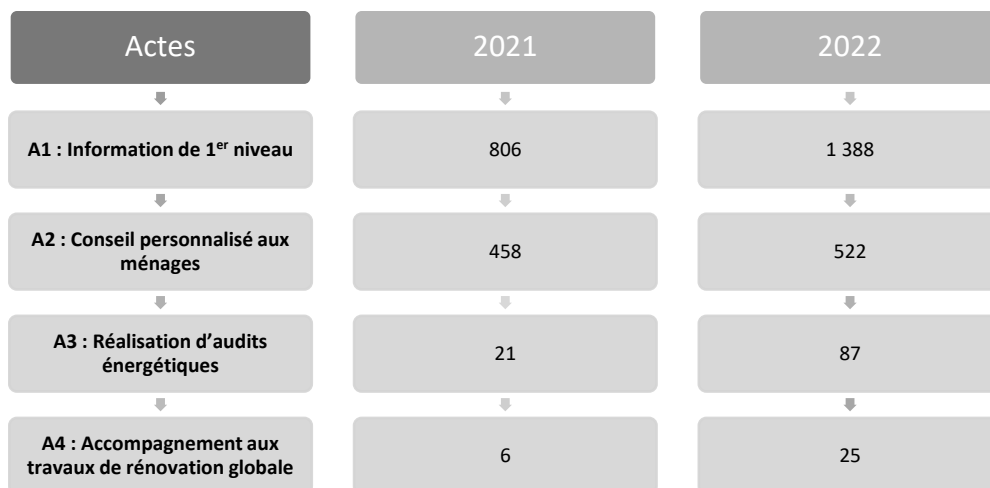 Actes 2021 2022
A1 : Information de 1er niveau 806 1 388
A2 : Conseil personnalisé aux
ménages 458 522
A3 : Réalisation d’audits
énergétiques 21 87
A4 : Accompagnement aux
travaux de rénovation globale 6 25